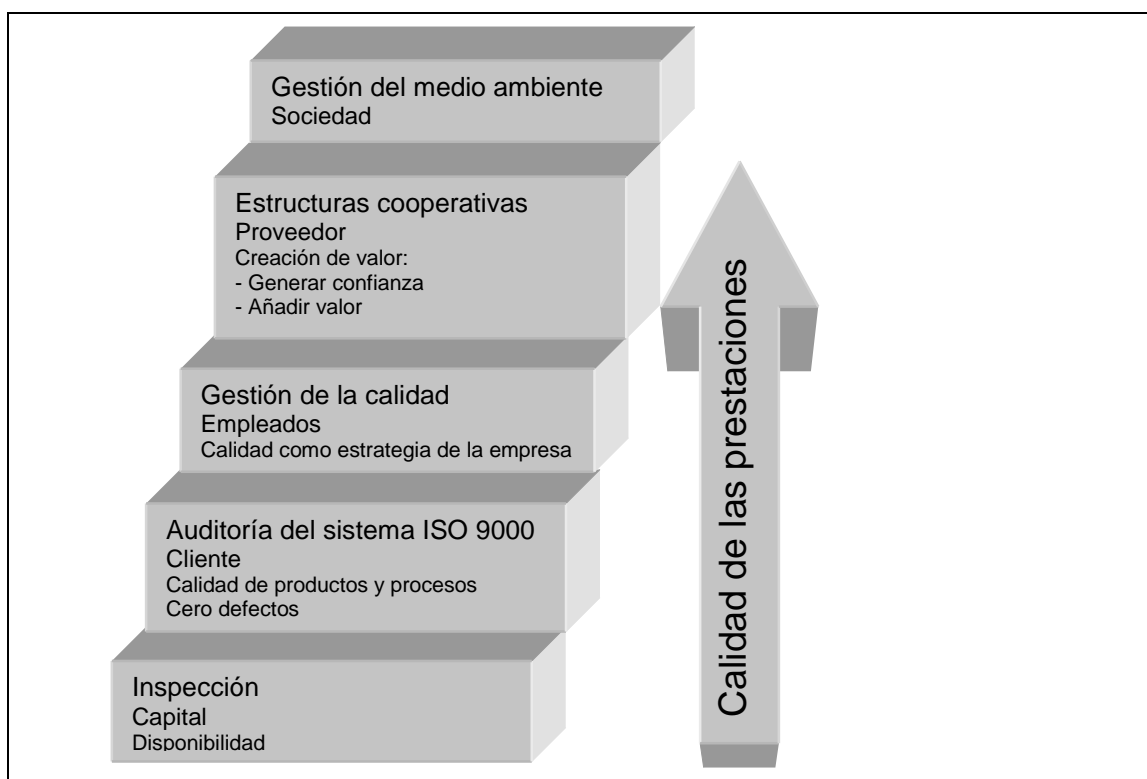 Gestión del medio ambiente
Sociedad
Estructuras cooperativas
Proveedor
Creación de valor:
- Generar confianza
- Añadir valor
Gestión de la calidad
Empleados
Calidad como estrategia de la empresa
Auditoría del sistema ISO 9000
Cliente
Calidad de productos y procesos
Cero defectos
Inspección
Capital
Disponibilidad
Calidad de las prestaciones